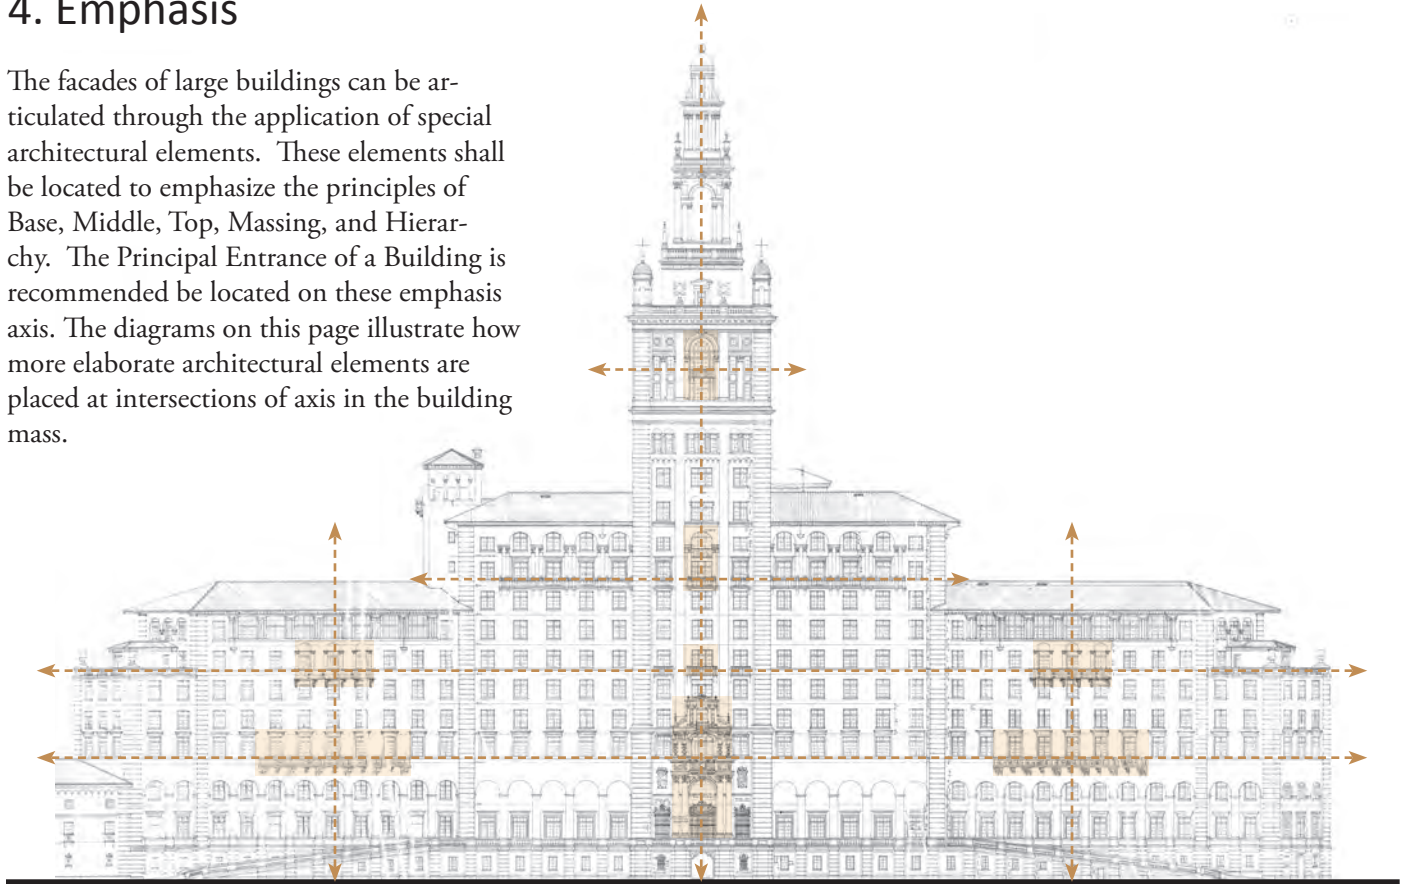 4. Emphasis
The facades of large buildings can be ar-
ticulated through the application of special
architectural elements.  These elements shall
be located to emphasize the principles of
Base, Middle, Top, Massing, and Hierar-
chy.  The Principal Entrance of a Building is
recommended be located on these emphasis
axis. The diagrams on this page illustrate how
more elaborate architectural elements are
placed at intersections of axis in the building
mass.